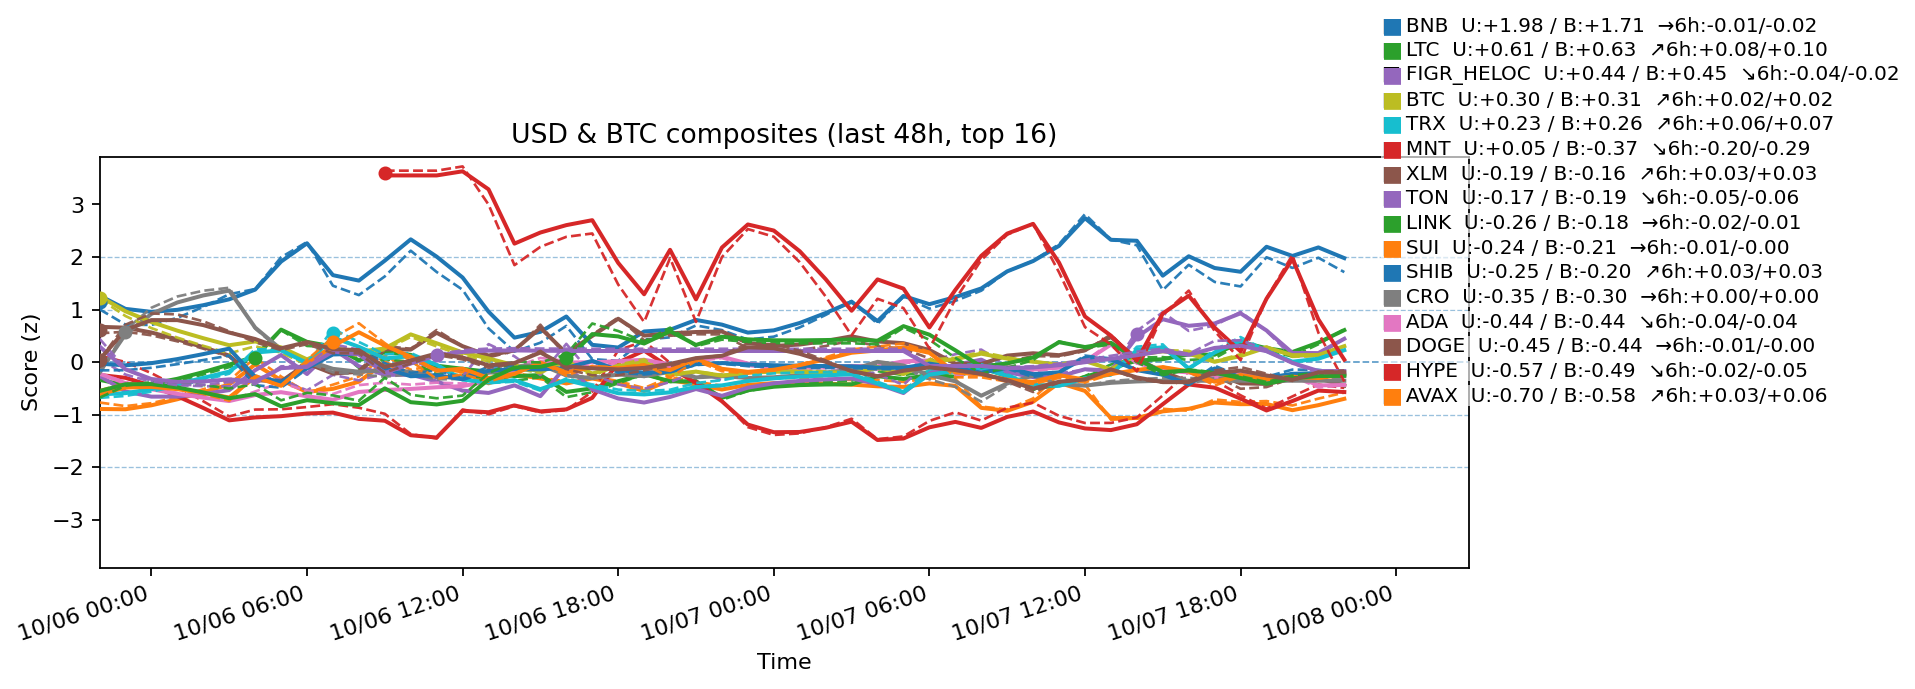 BNB  U:+1.98 / B:+1.71  →6h:-0.01/-0.02
LTC  U:+0.61 / B:+0.63  ↗6h:+0.08/+0.10
FIGR_HELOC  U:+0.44 / B:+0.45  ↘6h:-0.04/-0.02
BTC  U:+0.30 / B:+0.31  ↗6h:+0.02/+0.02
TRX  U:+0.23 / B:+0.26  ↗6h:+0.06/+0.07
MNT  U:+0.05 / B:-0.37  ↘6h:-0.20/-0.29
XLM  U:-0.19 / B:-0.16  ↗6h:+0.03/+0.03
TON  U:-0.17 / B:-0.19  ↘6h:-0.05/-0.06
LINK  U:-0.26 / B:-0.18  →6h:-0.02/-0.01
SUI  U:-0.24 / B:-0.21  →6h:-0.01/-0.00
SHIB  U:-0.25 / B:-0.20  ↗6h:+0.03/+0.03
CRO  U:-0.35 / B:-0.30  →6h:+0.00/+0.00
ADA  U:-0.44 / B:-0.44  ↘6h:-0.04/-0.04
DOGE  U:-0.45 / B:-0.44  →6h:-0.01/-0.00
HYPE  U:-0.57 / B:-0.49  ↘6h:-0.02/-0.05
AVAX  U:-0.70 / B:-0.58  ↗6h:+0.03/+0.06
USD & BTC composites (last 48h, top 16)
Score (z)
3
2
1
0
−1
−2
−3
10/06 00:00
10/06 06:00
10/06 12:00
10/06 18:00
10/07 00:00
10/07 06:00
10/07 12:00
10/07 18:00
10/08 00:00
Time